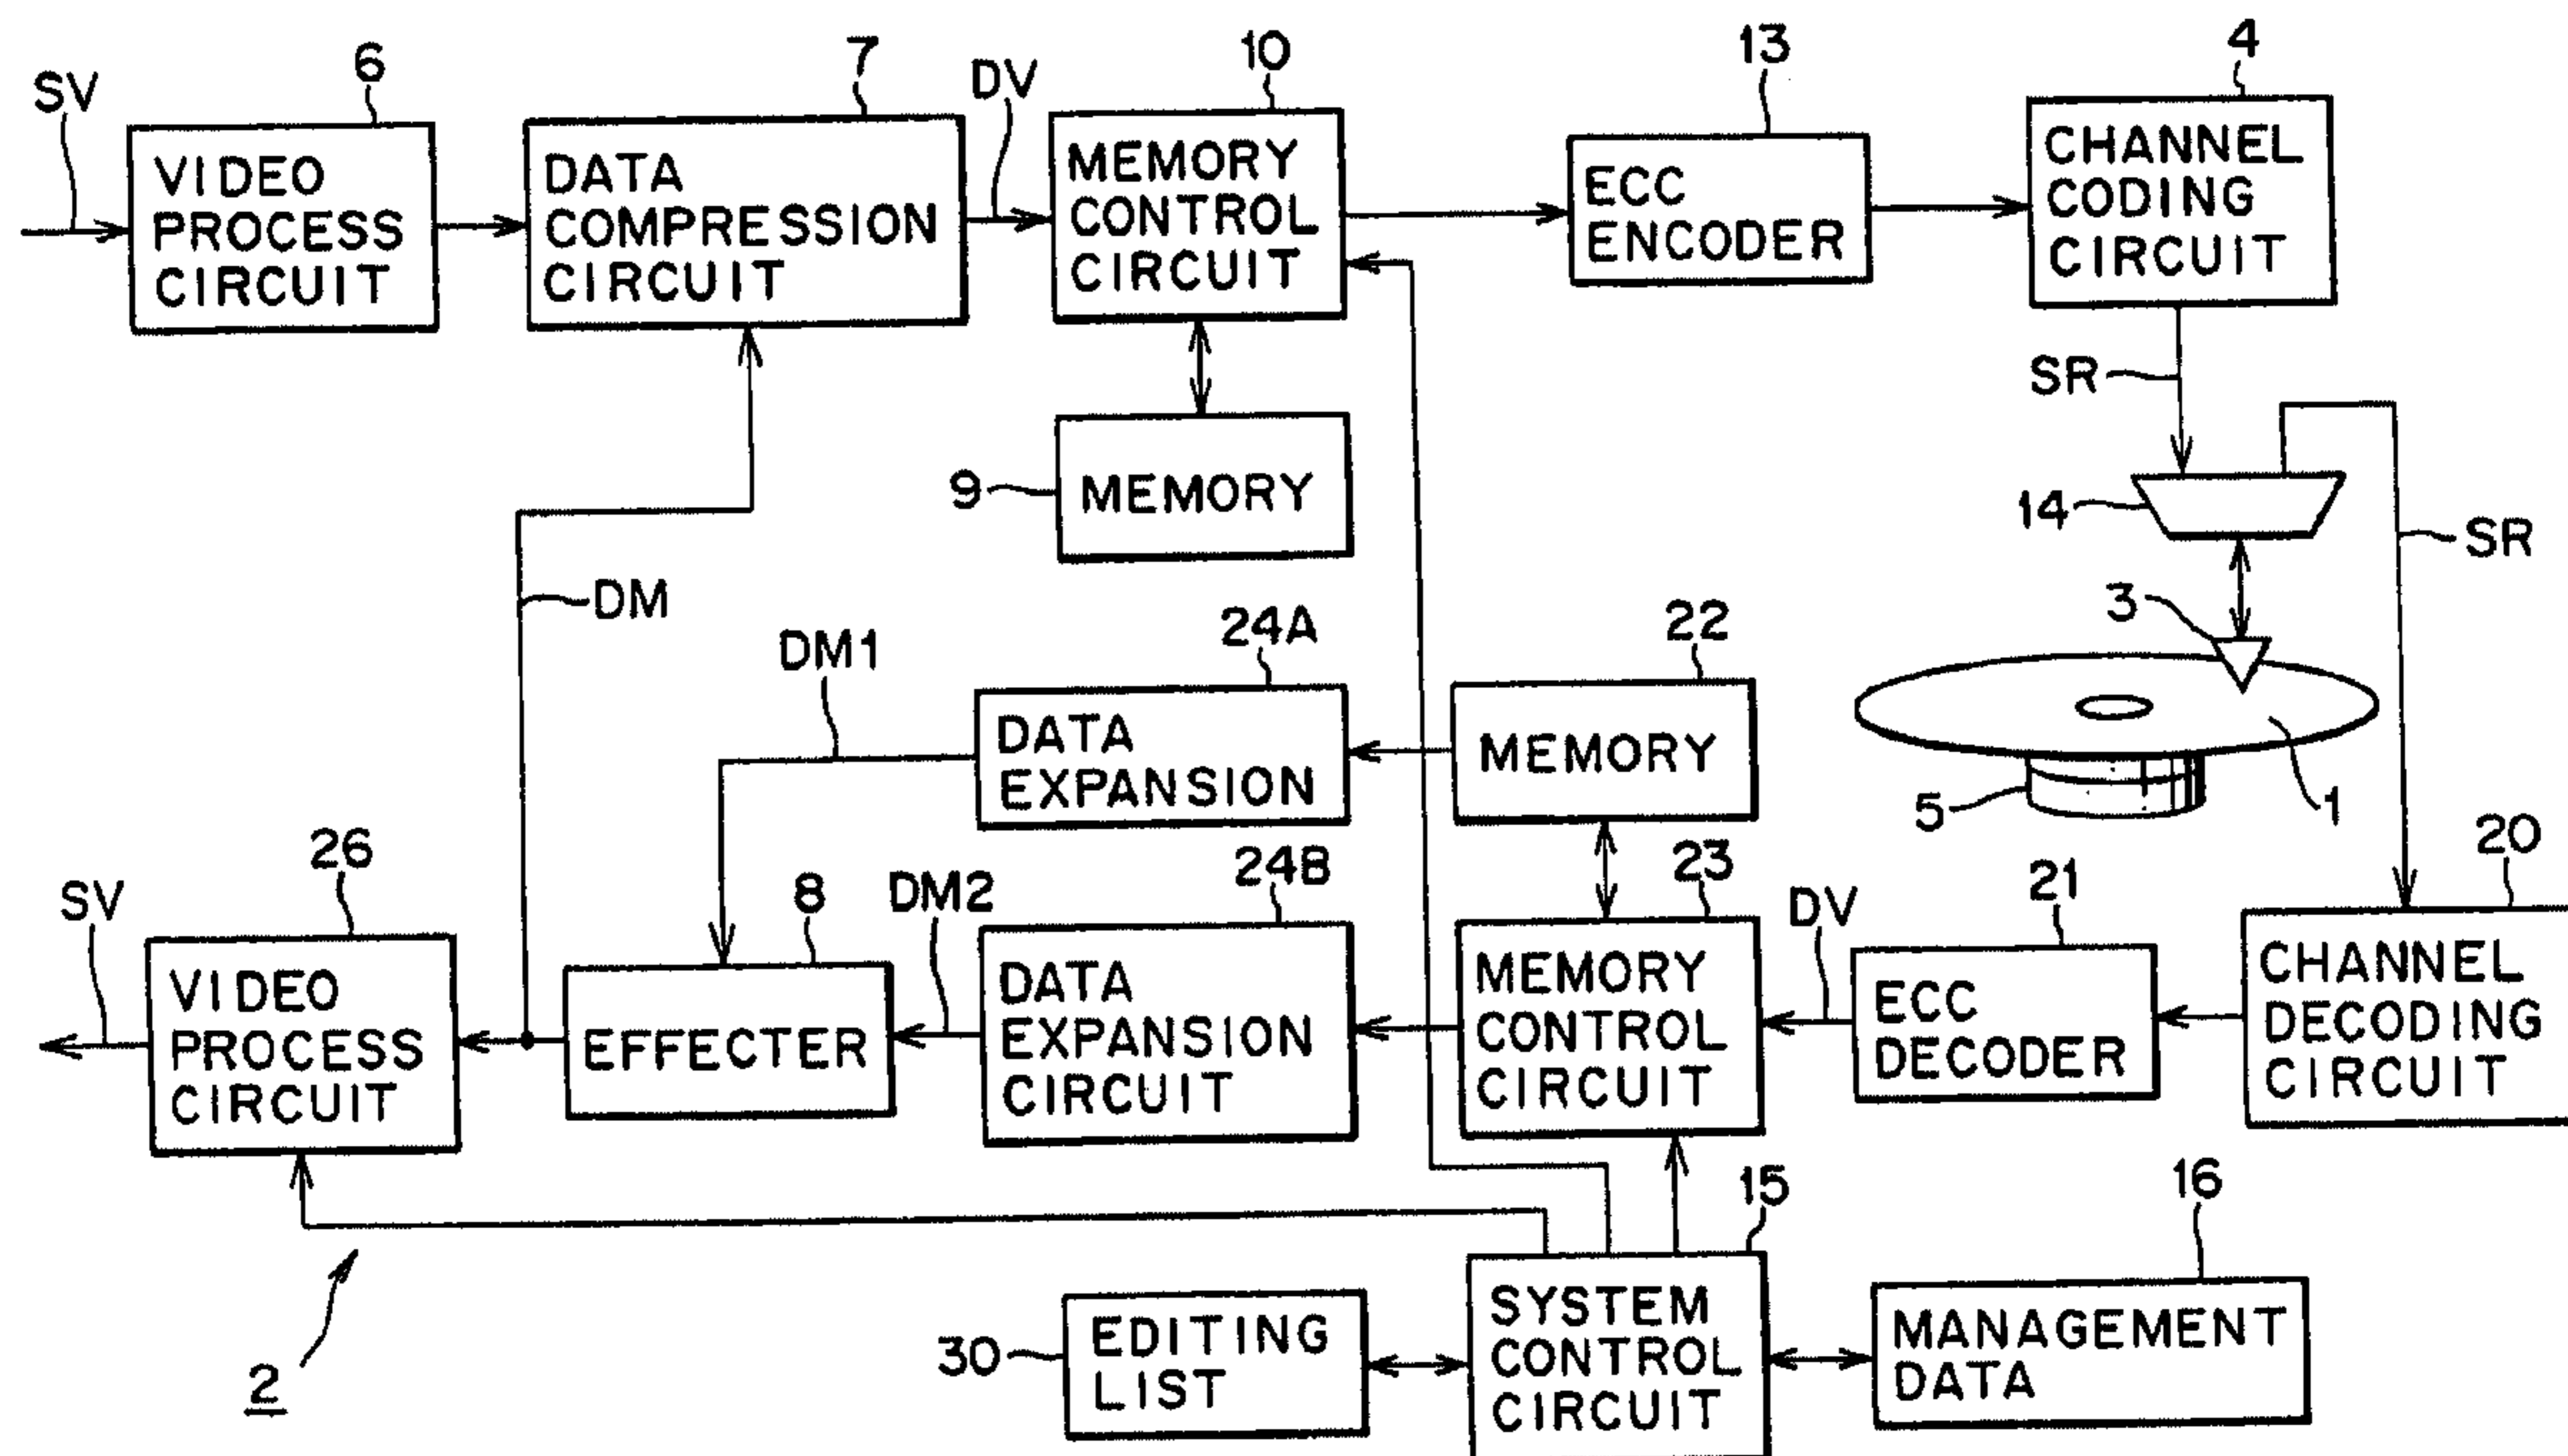 6
7
10
13
4
SV
DV
VIDEO
PROCESS
CIRCUIT
DATA
COMPRESSION
CIRCUIT
MEMORY
CONTROL
CIRCUIT
ECC
ENCODER
CHANNEL
CODING
CIRCUIT
SR
9
MEMORY
14
SR
DM
3
DM1
24A
22
DATA
EXPANSION
MEMORY
5
1
26
8
24B
23
21
20
SV
DM2
DV
VIDEO
PROCESS
CIRCUIT
EFFECTER
DATA
EXPANSION
CIRCUIT
MEMORY
CONTROL
CIRCUIT
ECC
DECODER
CHANNEL
DECODING
CIRCUIT
15
16
2
30
EDITING
LIST
SYSTEM
CONTROL
CIRCUIT
MANAGEMENT
DATA